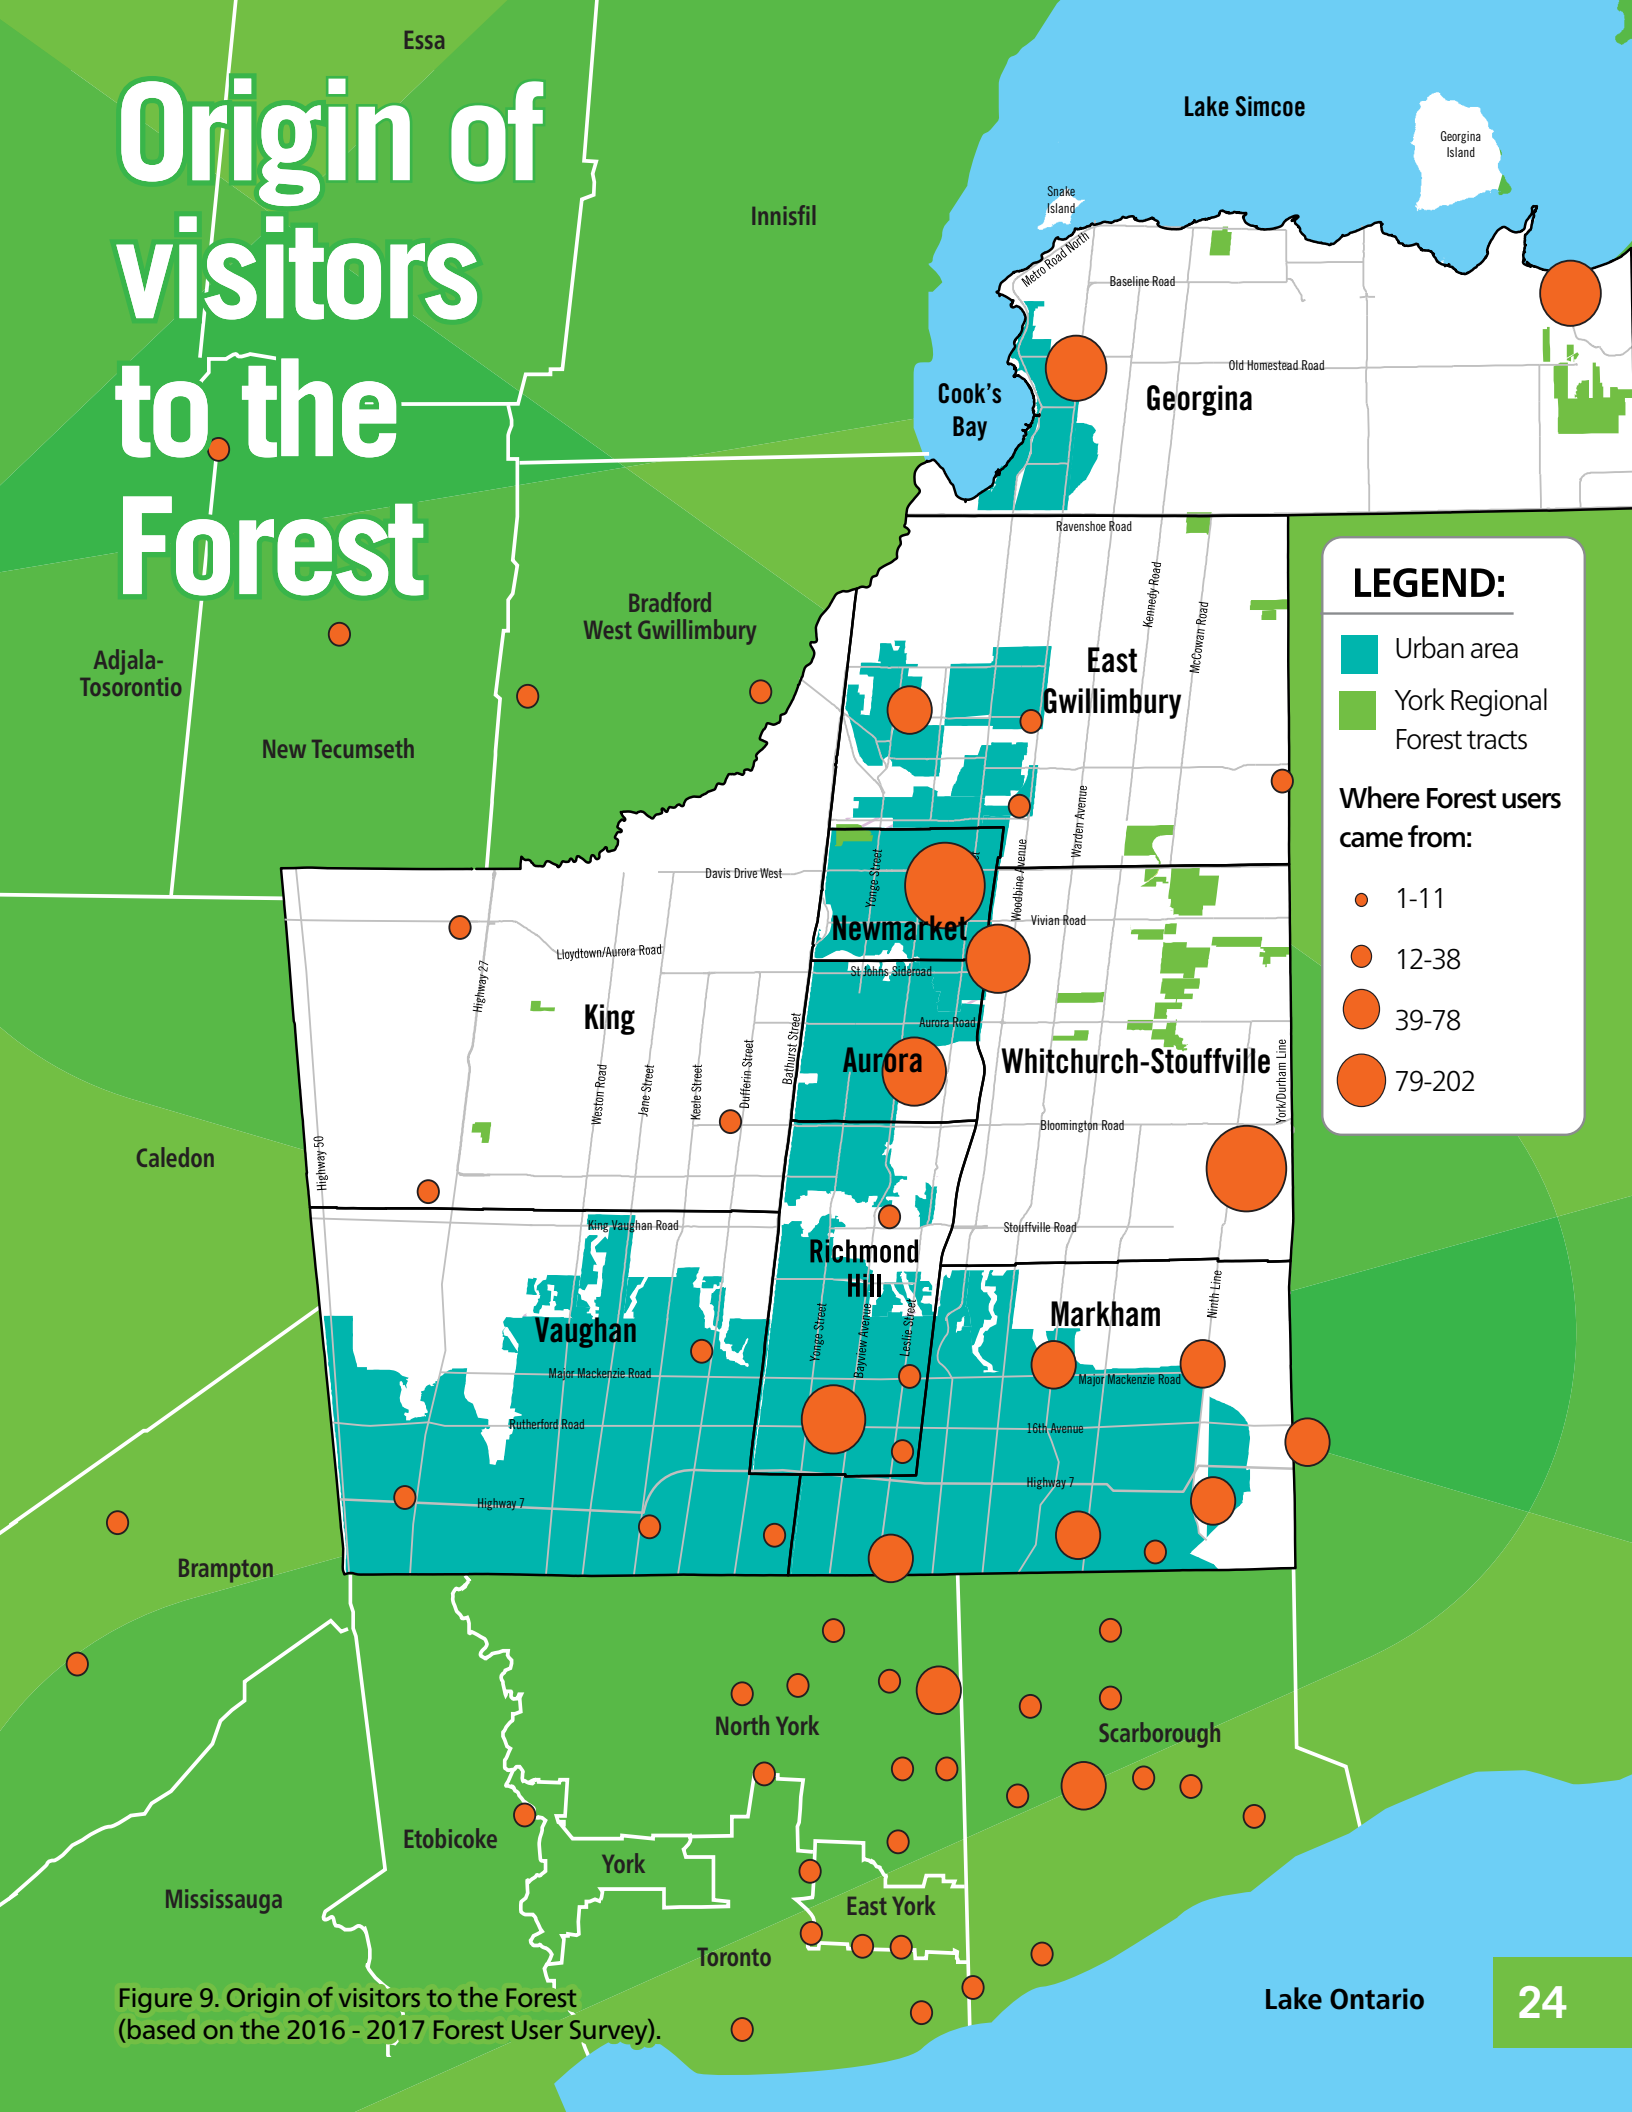 Essa
Origin of
visitors
to the
Forest
Lake Simcoe
Georgina
Island
Snake
Island
Innisfil
Metro Road North
Baseline Road
Old Homestead Road
Cook's
Bay
Georgina
Ravenshoe Road
Kennedy Road
McCowan Road
Bradford
West Gwillimbury
Adjala-
Tosorontio
East
Gwillimbury
New Tecumseth
LEGEND:
Urban area
York Regional
Forest tracts
Where Forest users
came from:
1-11
12-38
39-78
79-202
Warden Avenue
Woodbine Avenue
Yonge Street
Davis Drive West
Newmarket
Vivian Road
Lloydtown/Aurora Road
Highway 27
St Johns Sideroad
King
Aurora Road
Bathurst Street
Aurora
Whitchurch-Stouffville
Weston Road
Jane Street
Keele Street
Dufferin Street
York/Durham Line
Bloomington Road
Caledon
Highway 50
King Vaughan Road
Stouffville Road
Richmond
Hill
Markham
Ninth Line
Vaughan
Yonge Street
Bayview Avenue
Leslie Street
Major Mackenzie Road
Major Mackenzie Road
Rutherford Road
16th Avenue
Highway 7
Highway 7
Brampton
North York
Scarborough
Etobicoke
York
Mississauga
East York
Toronto
Figure 9. Origin of visitors to the Forest
(based on the 2016 - 2017 Forest User Survey).
Lake Ontario
24